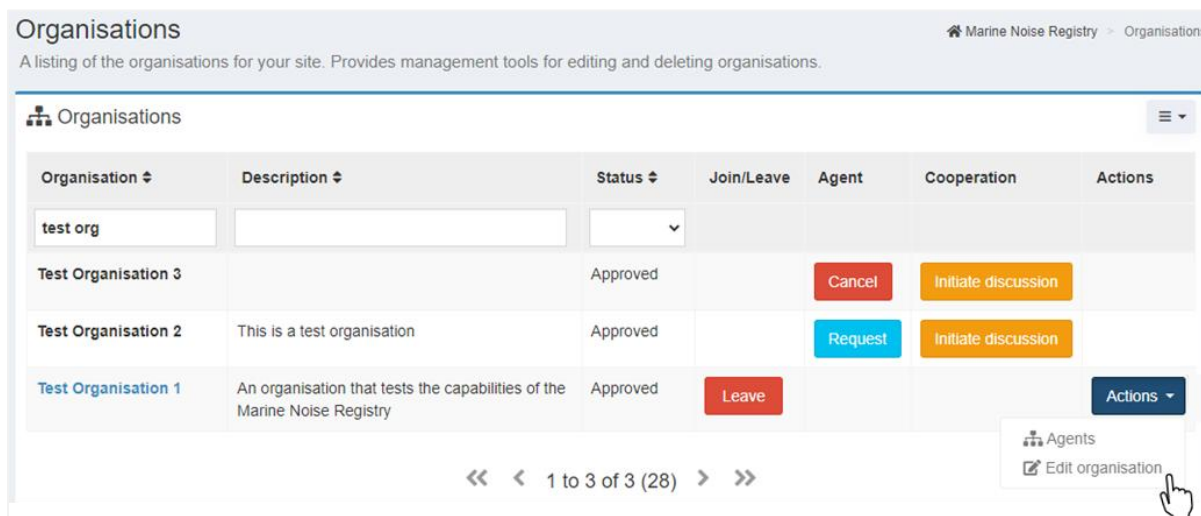 Organisations
Marine Noise Registry > Organisations
A listing of the organisations for your site. Provides management tools for editing and deleting organisations.
Organisations
Organisation Description Status Join/Leave Agent Cooperation Actions
test org
Test Organisation 3 Approved Cancel Initiate discussion
Test Organisation 2 This is a test organisation Approved Request Initiate discussion
Test Organisation 1 An organisation that tests the capabilities of the Approved Leave Actions
Marine Noise Registry
Agents
Edit organisation
<< < 1 to 3 of 3 (28) > >>